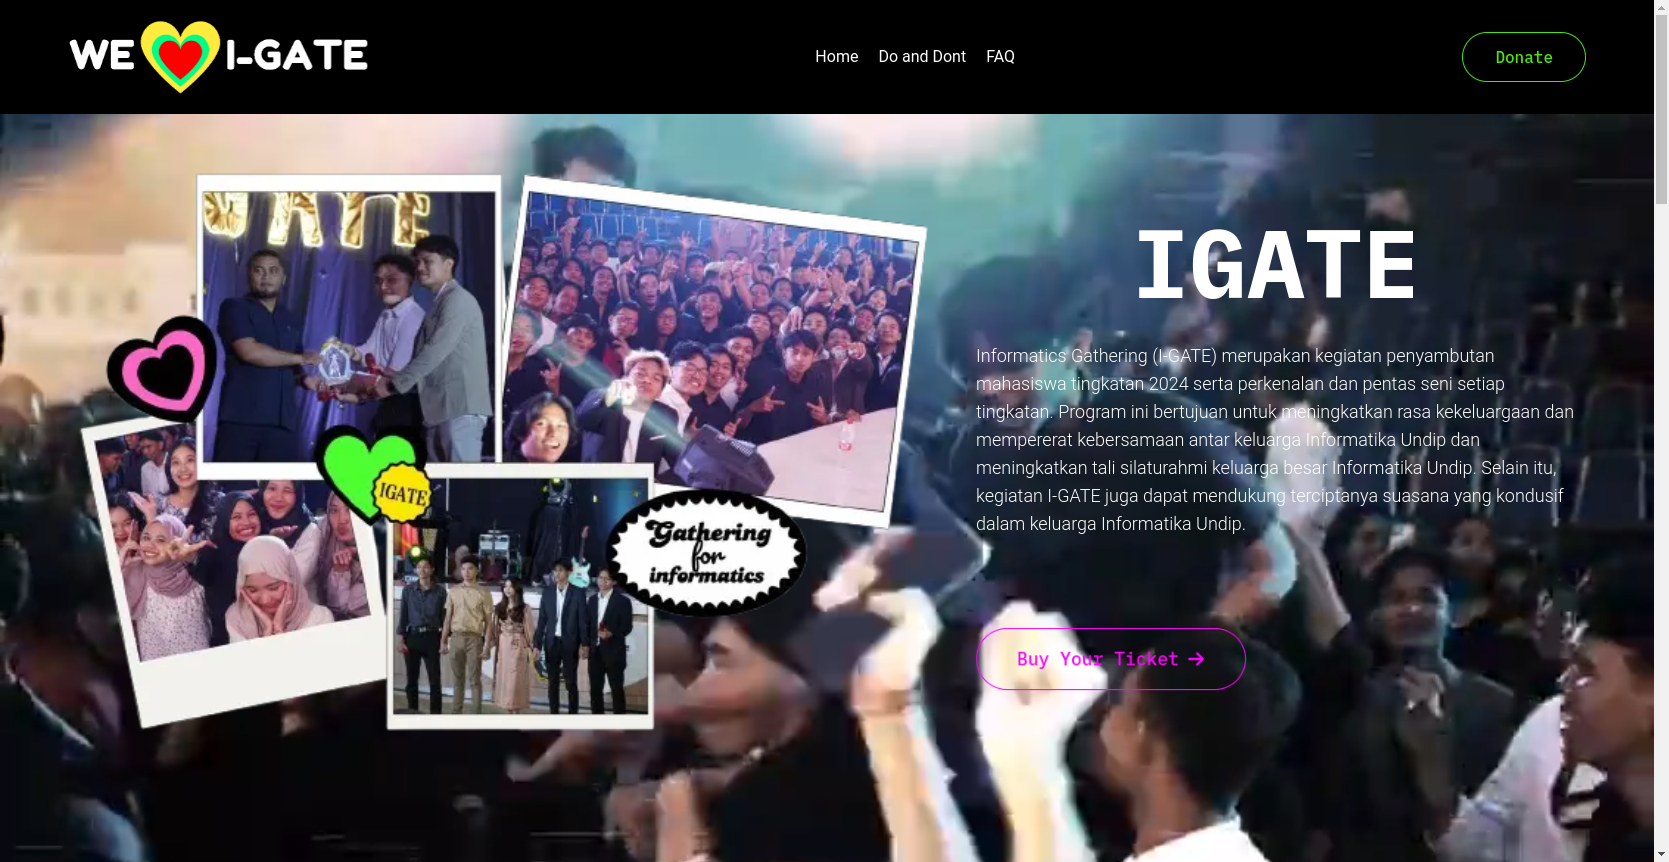 WE I-GATE
Home Do and Dont FAQ
Donate
IGATE
Informatics Gathering (I-GATE) merupakan kegiatan penyambutan
mahasiswa tingkatan 2024 serta perkenalan dan pentas seni setiap
tingkatan. Program ini bertujuan untuk meningkatkan rasa kekeluargaan dan
mempererat kebersamaan antar keluarga Informatika Undip dan
meningkatkan tali silaturahmi keluarga besar Informatika Undip. Selain itu,
kegiatan I-GATE juga dapat mendukung terciptanya suasana yang kondusif
dalam keluarga Informatika Undip.
Buy Your Ticket →
GATE
IGATE
Gathering
for
informatics